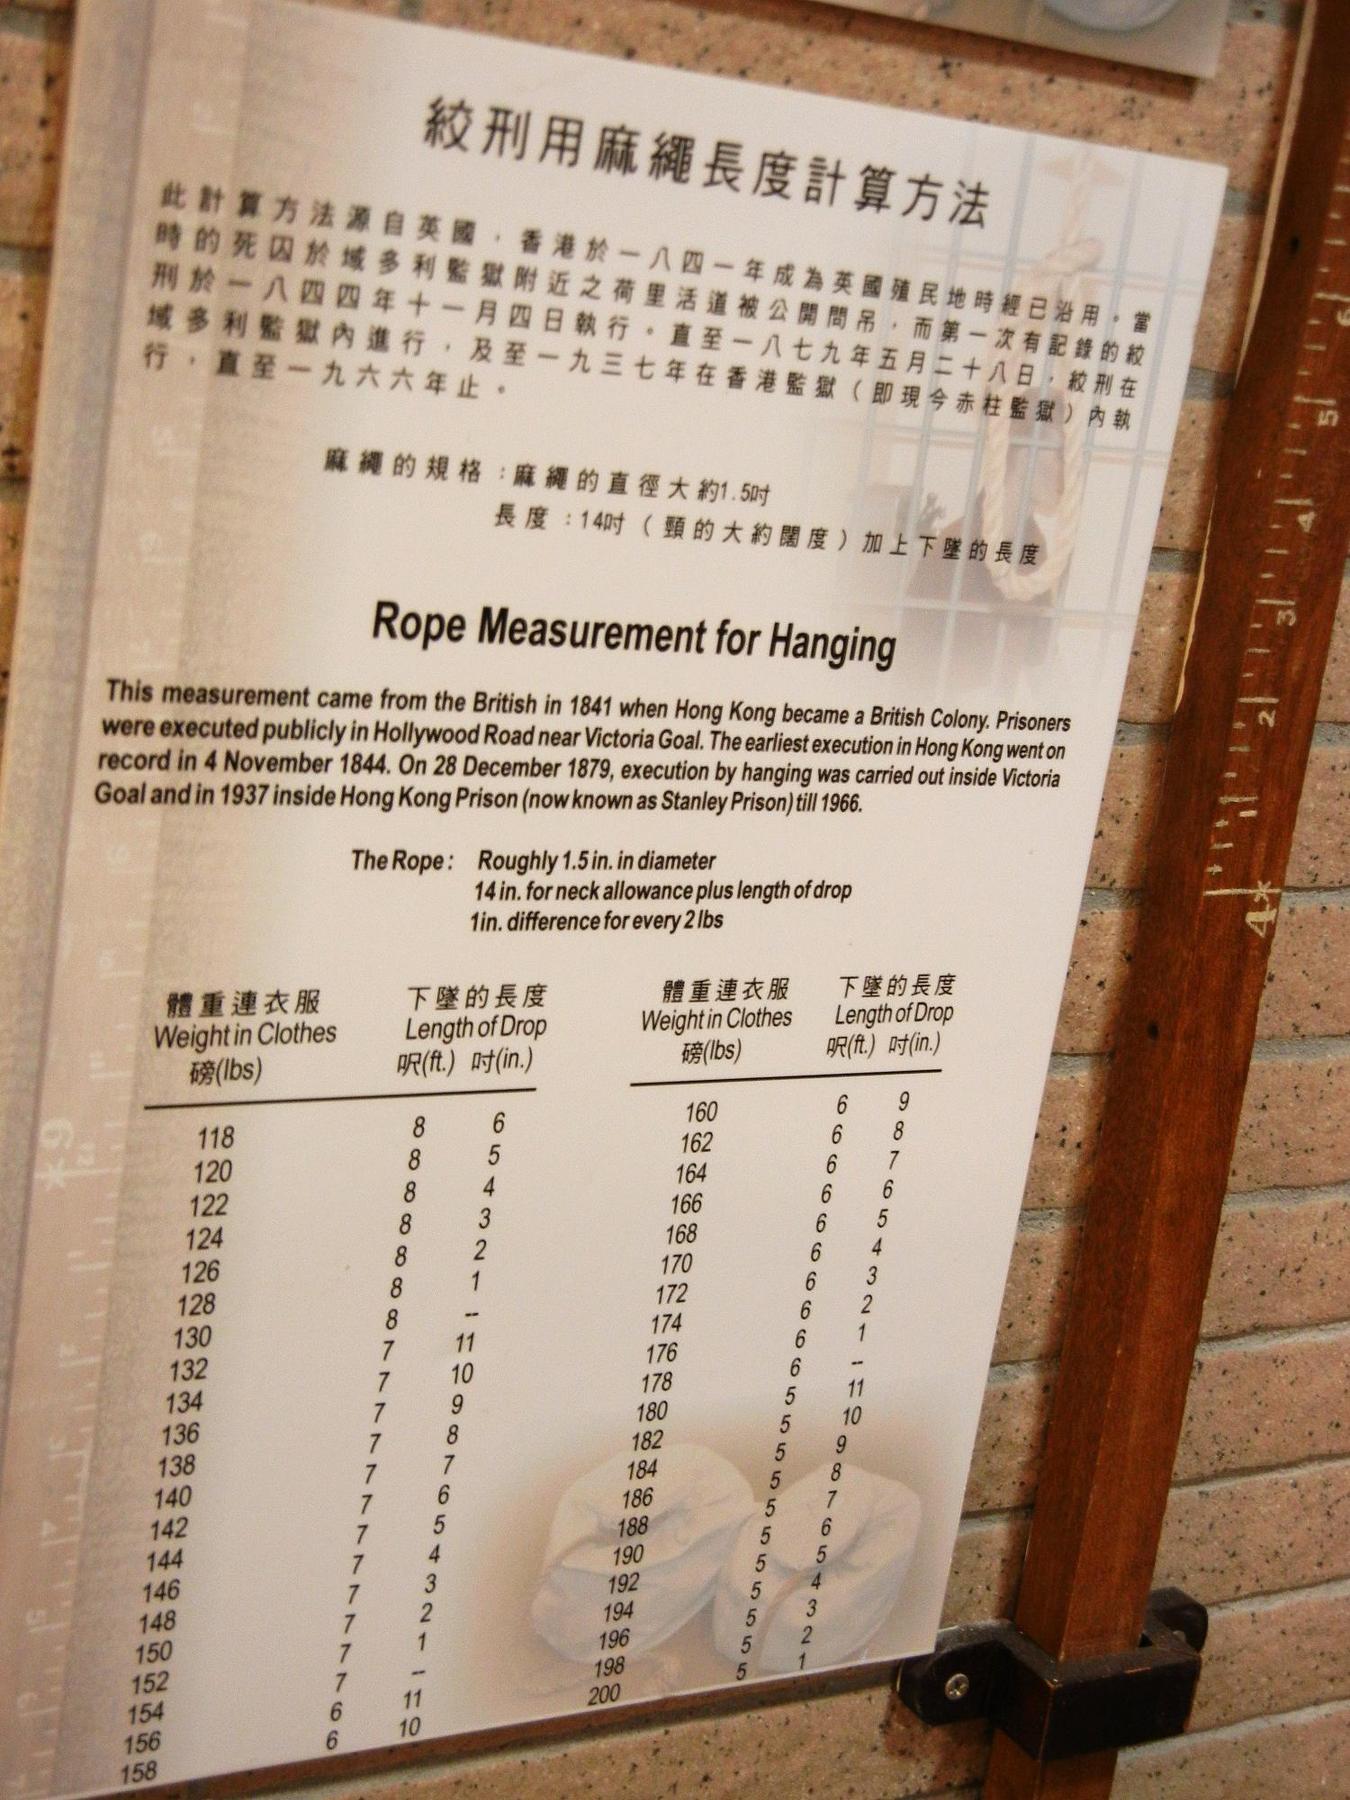 絞刑用麻繩長度計算方法
此計算方法源自英國，香港於一八四一年成為英國殖民地時經已沿用。當
時的死囚於域多利監獄附近之荷里活道被公開問吊，而第一次有記錄的絞
刑於一八四四年十一月四日執行。直至一八七九年五月二十八日，絞刑在
域多利監獄內進行，及至一九三七年在香港監獄（即現今赤柱監獄）內執
行，直至一九六六年止。
麻繩的規格：麻繩的直徑大約1.5吋
長度：14吋（頸的大約闊度）加上下墜的長度
Rope Measurement for Hanging
This measurement came from the British in 1841 when Hong Kong became a British Colony. Prisoners
were executed publicly in Hollywood Road near Victoria Goal. The earliest execution in Hong Kong went on
record in 4 November 1844. On 28 December 1879, execution by hanging was carried out inside Victoria
Goal and in 1937 inside Hong Kong Prison (now known as Stanley Prison) till 1966.
The Rope : Roughly 1.5 in. in diameter
14 in. for neck allowance plus length of drop
1in. difference for every 2 lbs
體重連衣服 下墜的長度
Weight in Clothes Length of Drop
磅(lbs) 呎(ft.) 吋(in.)
118 8 6
120 8 5
122 8 4
124 8 3
126 8 2
128 8 1
130 8 --
132 7 11
134 7 10
136 7 9
138 7 8
140 7 7
142 7 6
144 7 5
146 7 4
148 7 3
150 7 2
152 7 1
154 7 --
156 6 11
158 6 10
體重連衣服 下墜的長度
Weight in Clothes Length of Drop
磅(lbs) 呎(ft.) 吋(in.)
160 6 9
162 6 8
164 6 7
166 6 6
168 6 5
170 6 4
172 6 3
174 6 2
176 6 1
178 6 --
180 5 11
182 5 10
184 5 9
186 5 8
188 5 7
190 5 6
192 5 5
194 5 4
196 5 3
198 5 2
200 5 1
6
5
4
3
2
1